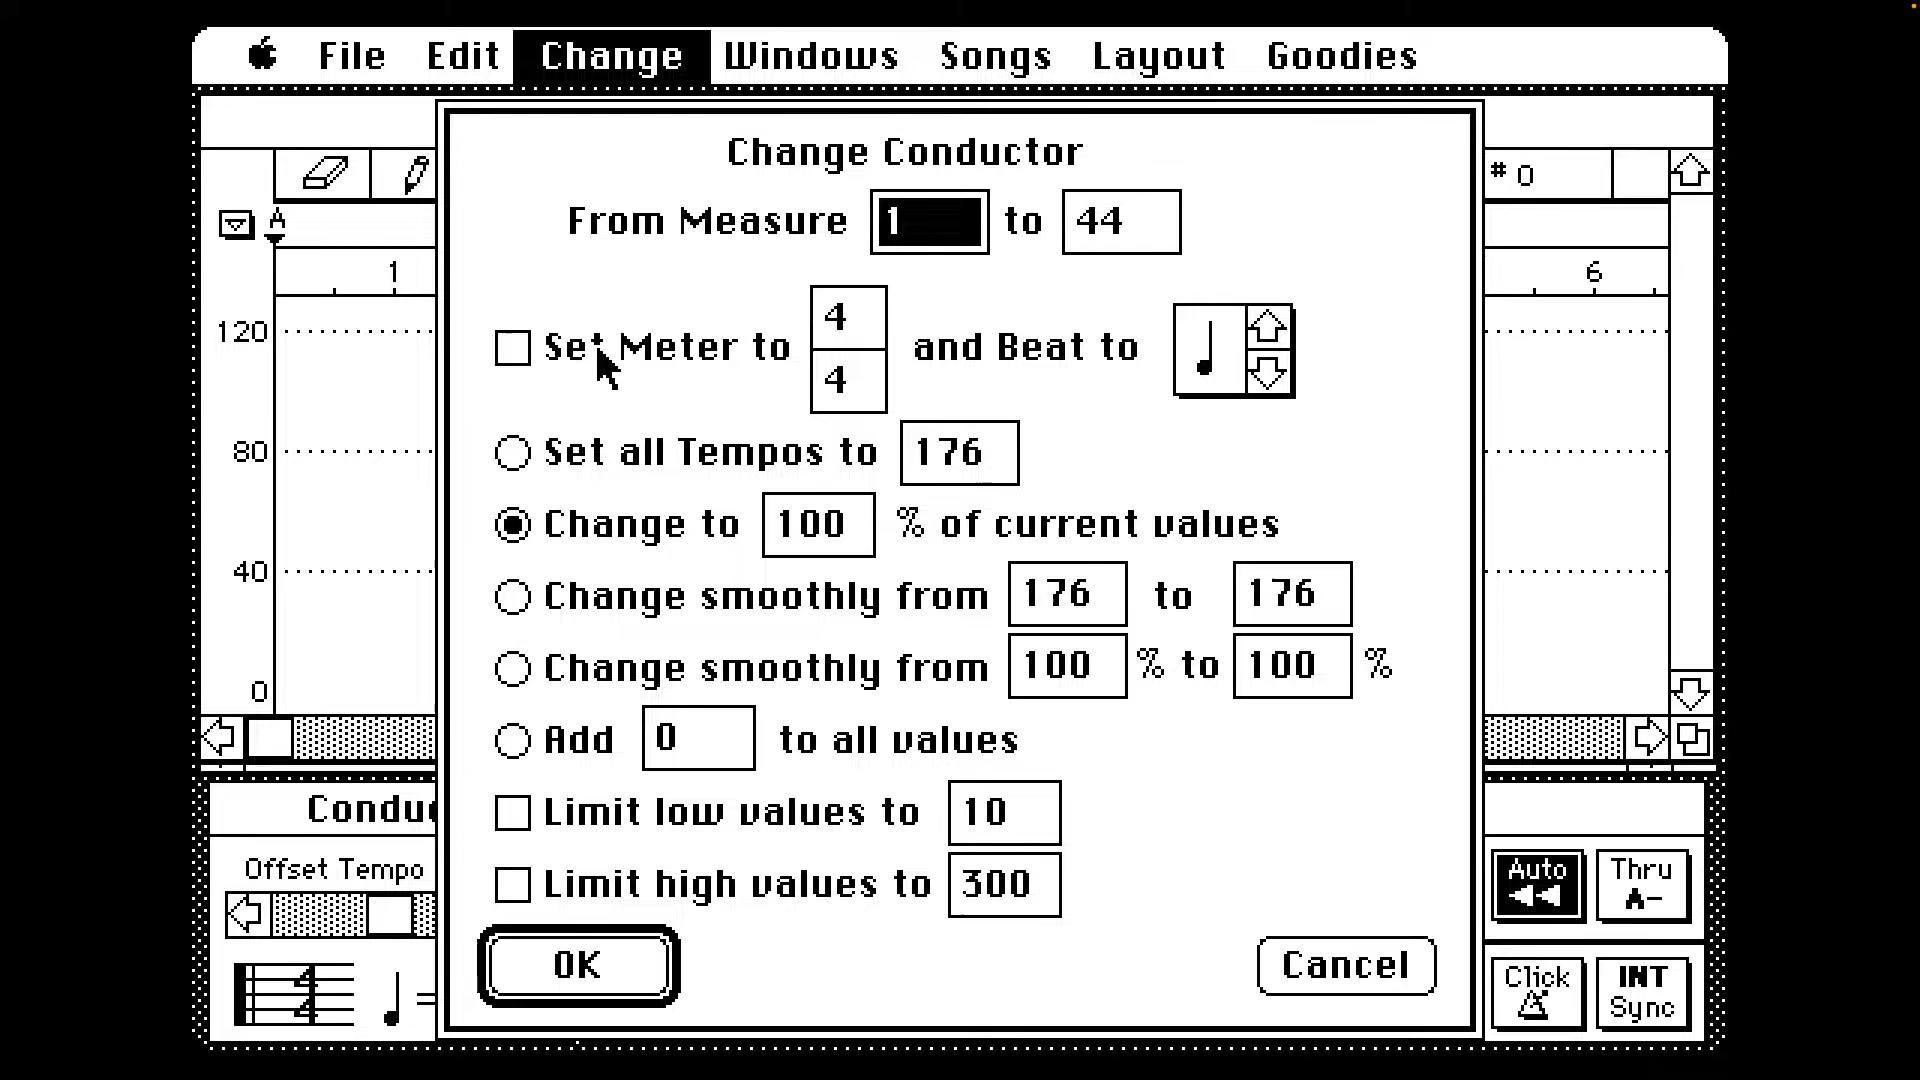 File Edit Change Windows Songs Layout Goodies
Change Conductor
From Measure 1 to 44
# 0
A
1
6
Set Meter to 4 4 and Beat to
120
Set all Tempos to 176
80
Change to 100 % of current values
40
Change smoothly from 176 to 176
Change smoothly from 100 % to 100 %
0
Add 0 to all values
Limit low values to 10
Conduc
Limit high values to 300
Offset Tempo
Auto
Thru
A-
OK
Cancel
4
4
=
Click
INT
Sync